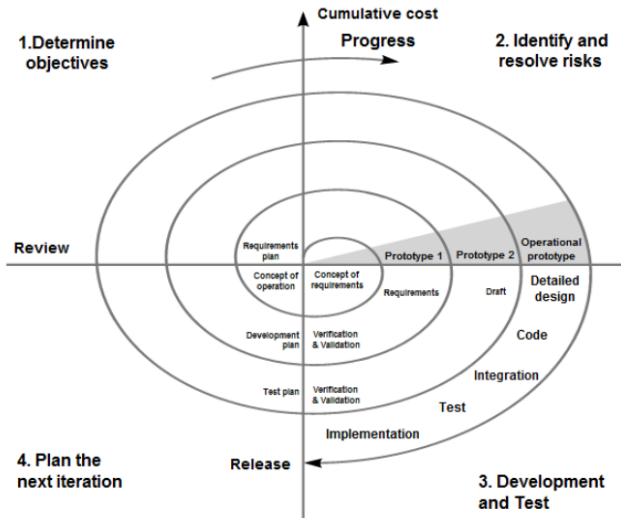 Cumulative cost
1.Determine
objectives
Progress
2. Identify and
resolve risks
Review
Requirements
plan
Prototype 1
Prototype 2
Operational
prototype
Concept of
operation
Concept of
requirements
Requirements
Draft
Detailed
design
Development
plan
Verification
& Validation
Code
Integration
Test plan
Verification
& Validation
Test
Implementation
4. Plan the
next iteration
Release
3. Development
and Test